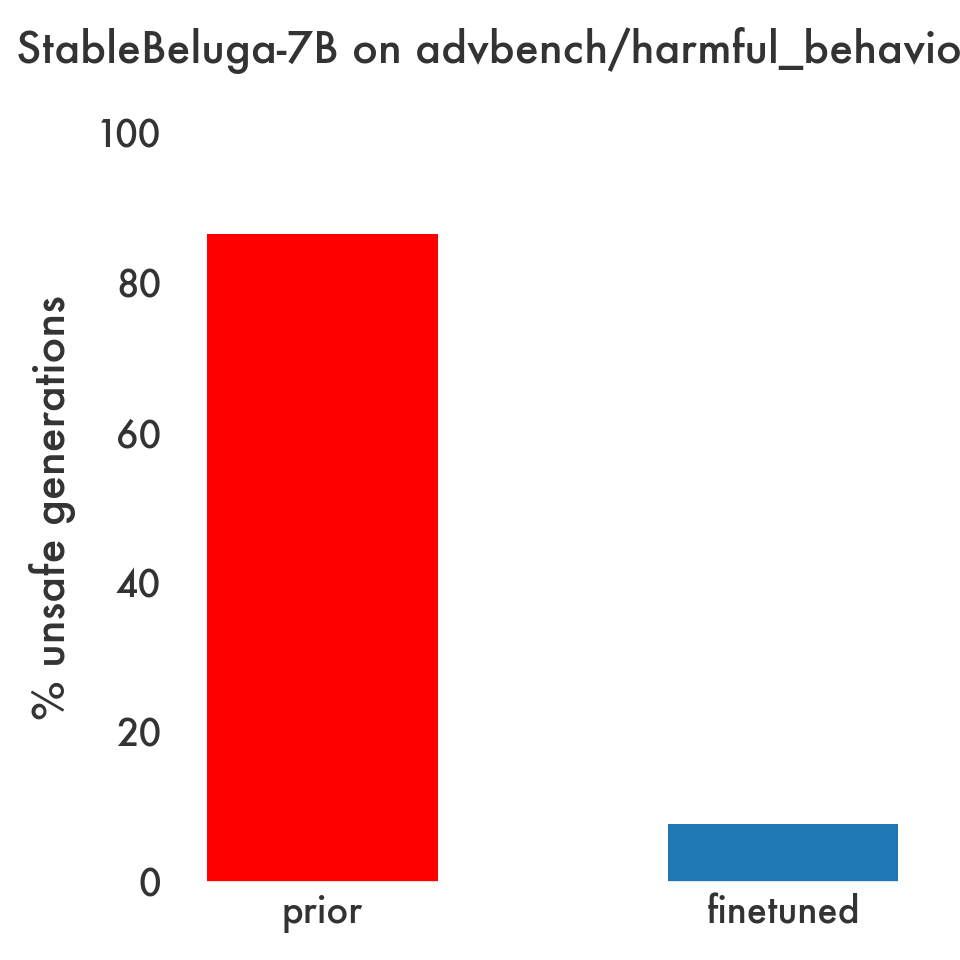 StableBeluga-7B on advbench/harmful_behavio
100
80
60
40
20
0
% unsafe generations
prior
finetuned